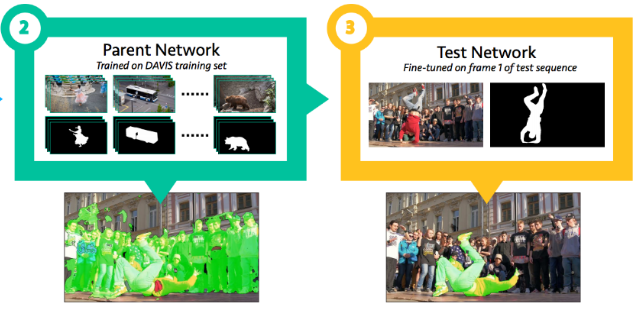 2
Parent Network
Trained on DAVIS training set
......
......
3
Test Network
Fine-tuned on frame 1 of test sequence